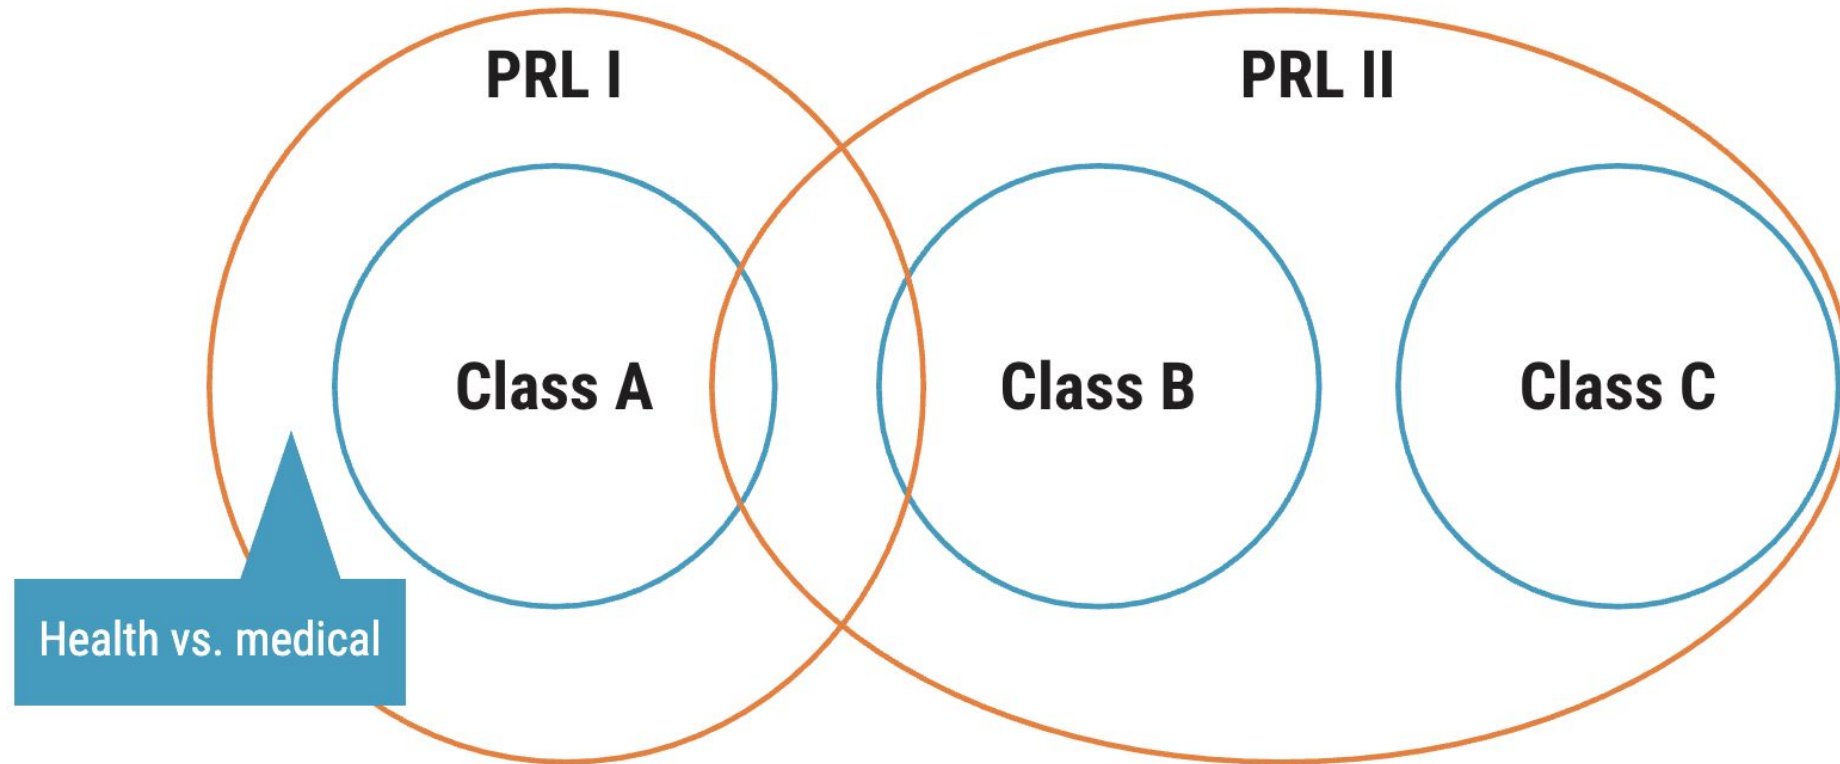 PRL I
PRL II
Class A
Class B
Class C
Health vs. medical